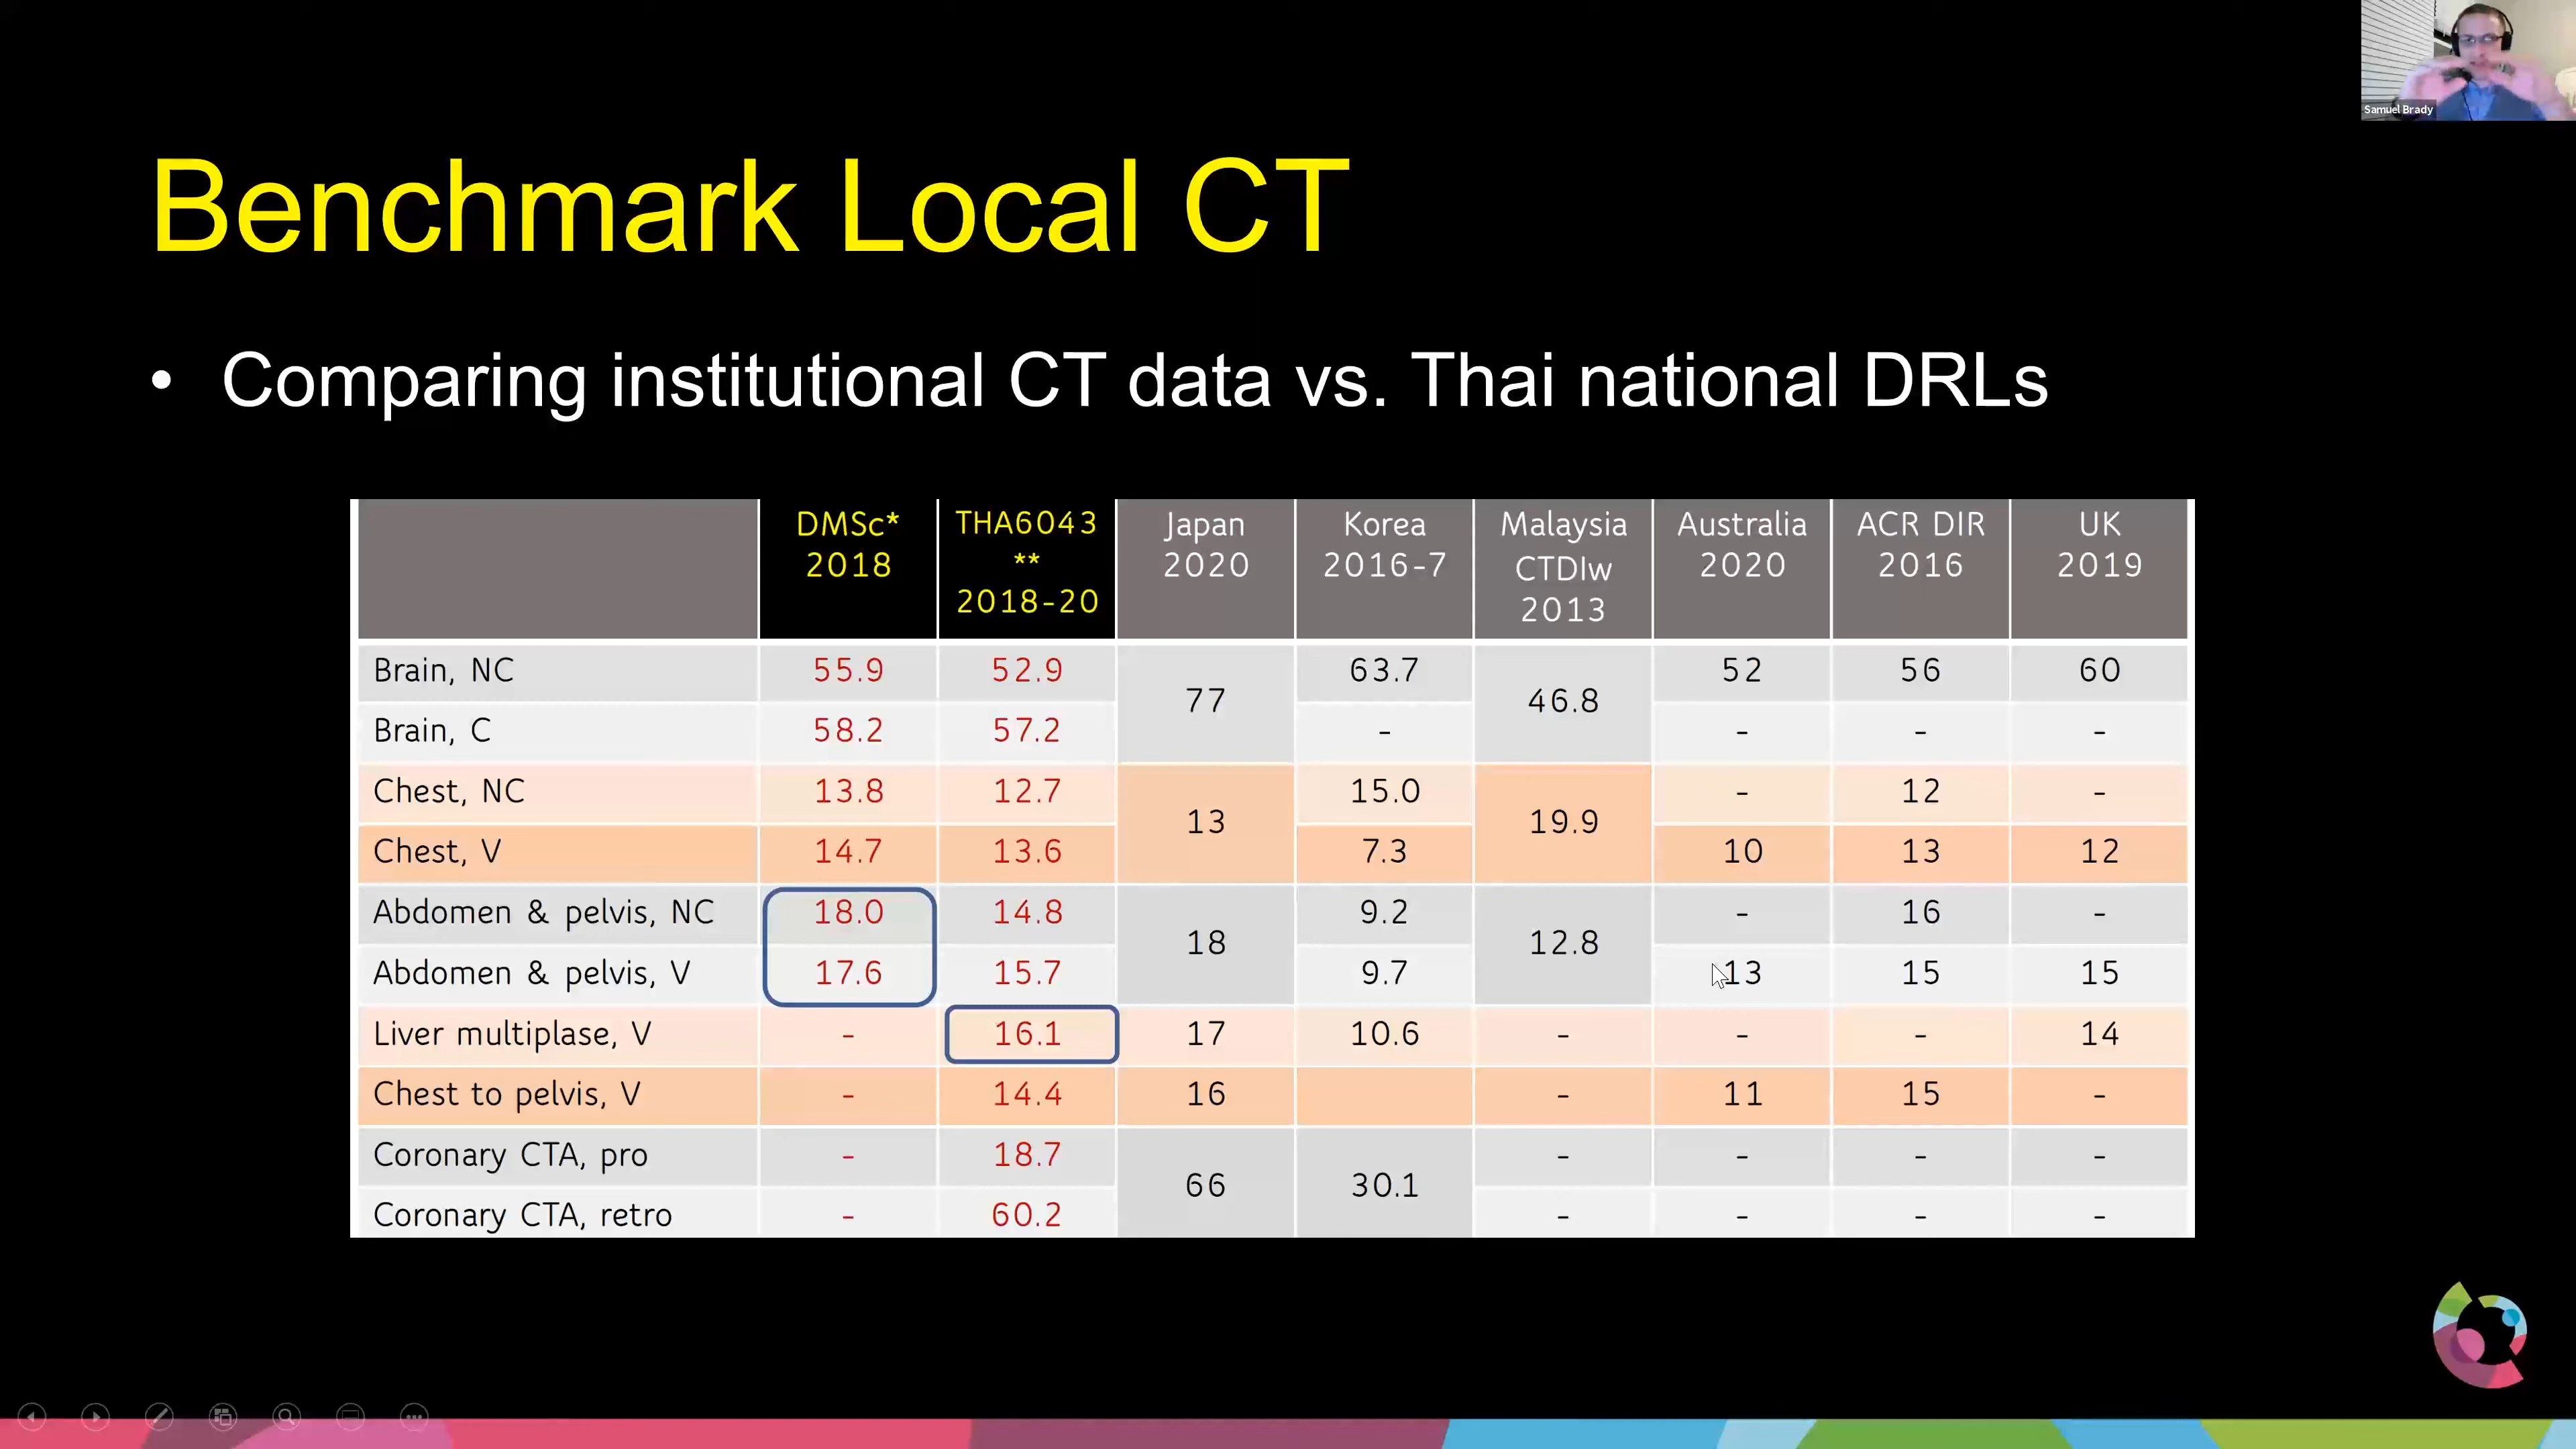 Samuel Brady
Benchmark Local CT
• Comparing institutional CT data vs. Thai national DRLs
DMSc* 2018 THA6043 ** 2018-20 Japan 2020 Korea 2016-7 Malaysia CTDIw 2013 Australia 2020 ACR DIR 2016 UK 2019
Brain, NC 55.9 52.9 77 63.7 46.8 52 56 60
Brain, C 58.2 57.2 - - - -
Chest, NC 13.8 12.7 13 15.0 19.9 - 12 -
Chest, V 14.7 13.6 7.3 10 13 12
Abdomen & pelvis, NC 18.0 14.8 18 9.2 12.8 - 16 -
Abdomen & pelvis, V 17.6 15.7 9.7 13 15 15
Liver multiplase, V - 16.1 17 10.6 - - - 14
Chest to pelvis, V - 14.4 16 - 11 15 -
Coronary CTA, pro - 18.7 66 30.1 - - - -
Coronary CTA, retro - 60.2 - - - -